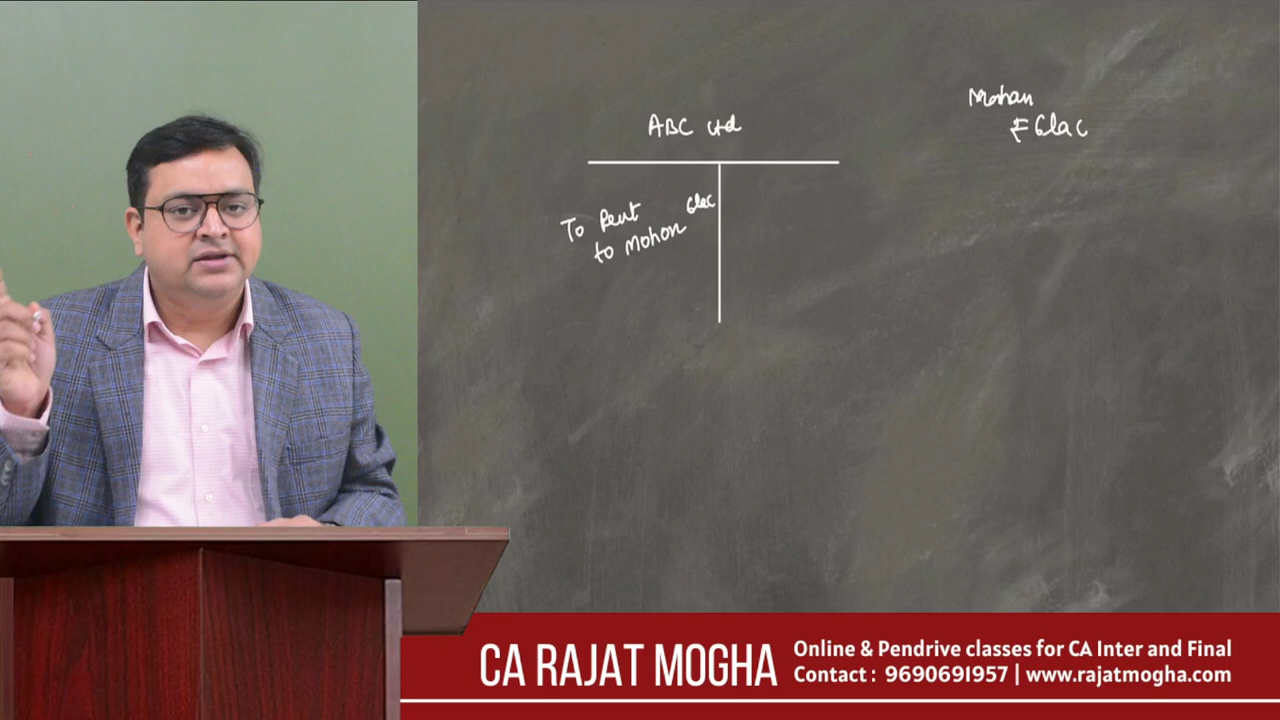 ABC Ltd
To Rent 6lac
to Mohan
Mohan
₹ 6lac
CA RAJAT MOGHA
Online & Pendrive classes for CA Inter and Final
Contact : 9690691957 | www.rajatmogha.com